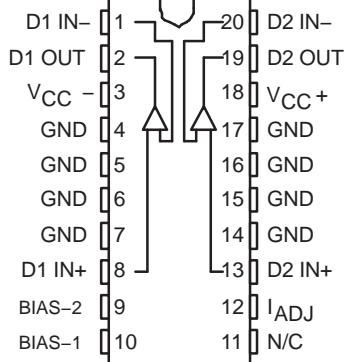 D1 IN− 1 20 D2 IN−
D1 OUT 2 19 D2 OUT
VCC − 3 18 VCC +
GND 4 17 GND
GND 5 16 GND
GND 6 15 GND
GND 7 14 GND
D1 IN+ 8 13 D2 IN+
BIAS−2 9 12 IADJ
BIAS−1 10 11 N/C